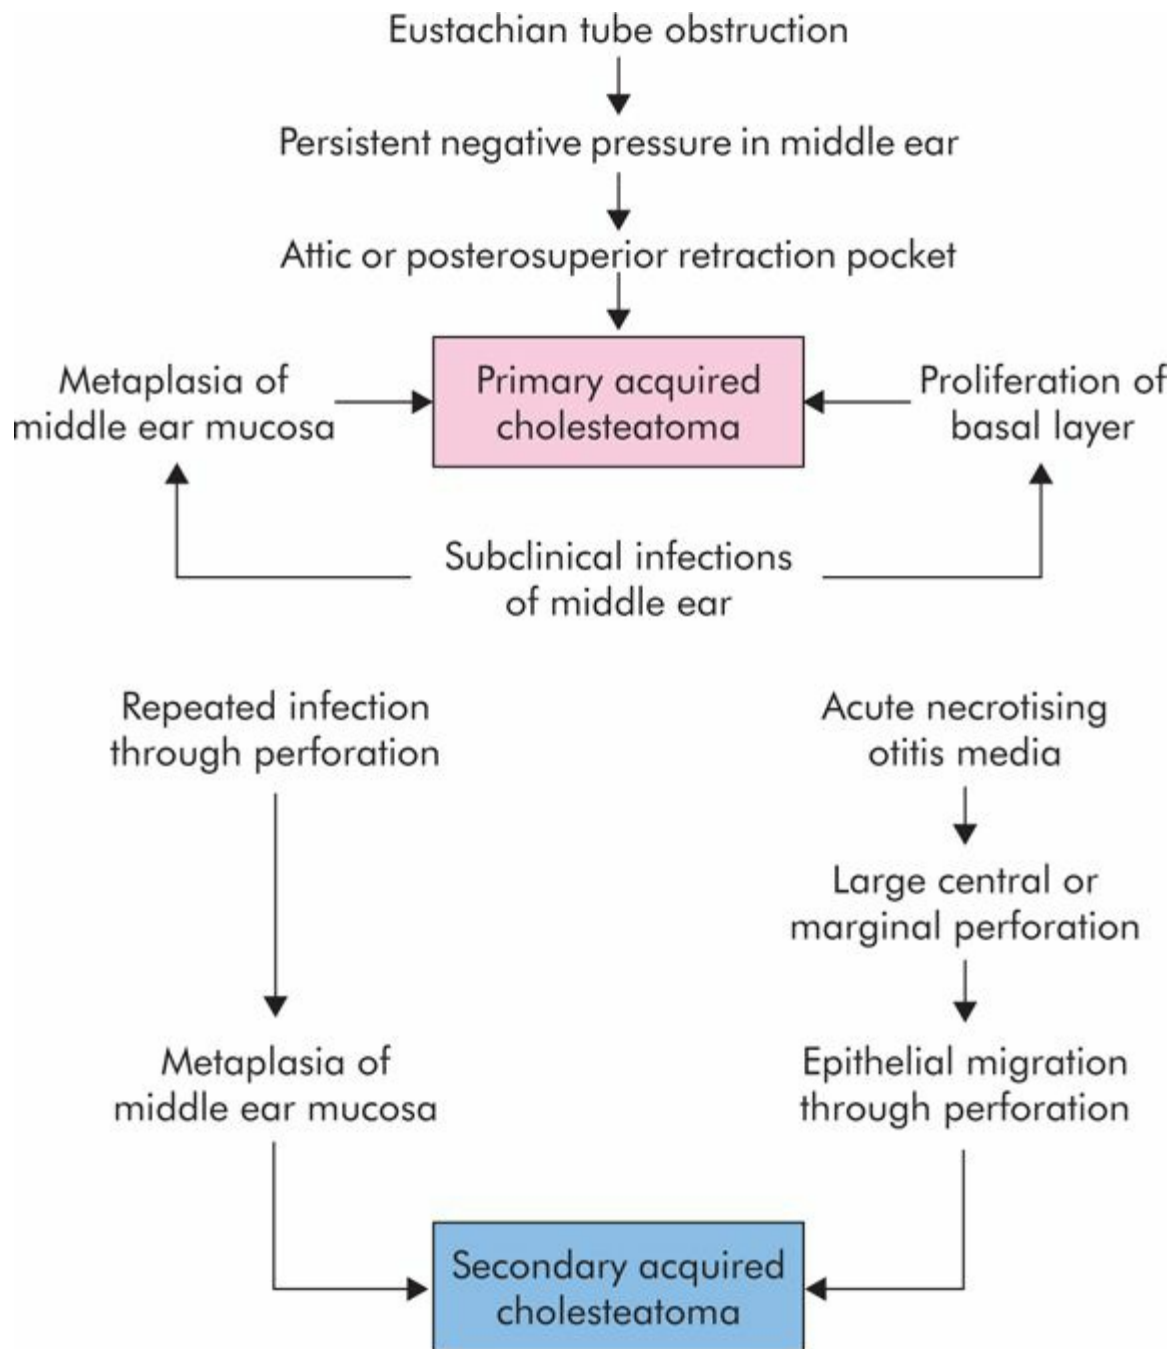 Eustachian tube obstruction
Persistent negative pressure in middle ear
Attic or posterosuperior retraction pocket
Metaplasia of
middle ear mucosa
Primary acquired
cholesteatoma
Proliferation of
basal layer
Subclinical infections
of middle ear
Repeated infection
through perforation
Acute necrotising
otitis media
Large central or
marginal perforation
Metaplasia of
middle ear mucosa
Epithelial migration
through perforation
Secondary acquired
cholesteatoma